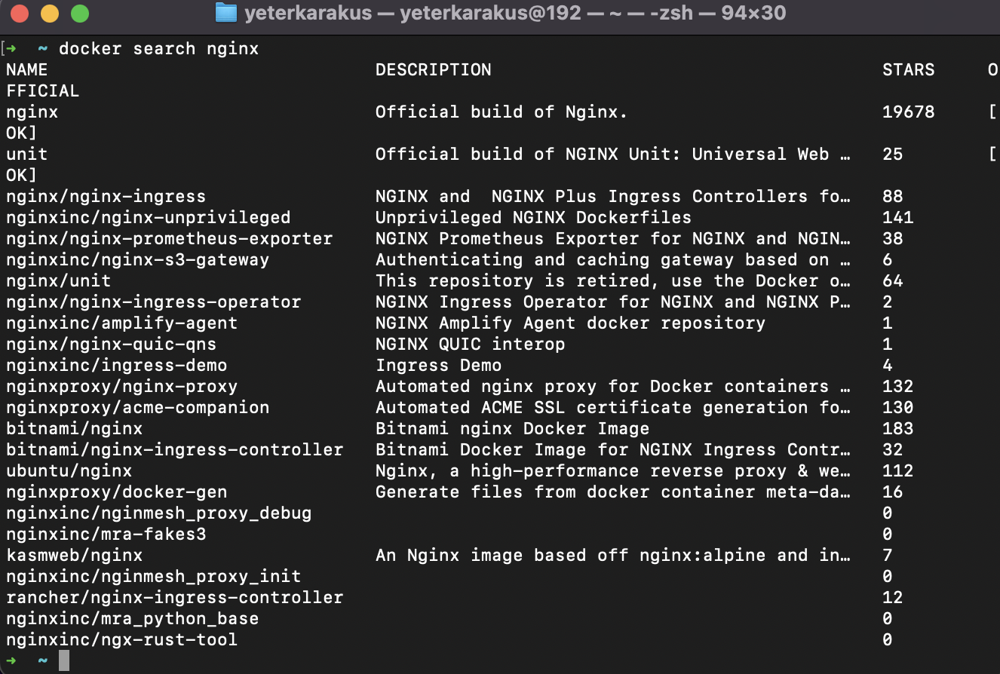 yeterkarakus — yeterkarakus@192 — ~ — -zsh — 94×30
[➜  ~ docker search nginx
NAME                               DESCRIPTION                                     STARS     O
FFICIAL
nginx                              Official build of Nginx.                        19678     [
OK]
unit                               Official build of NGINX Unit: Universal Web …   25        [
OK]
nginx/nginx-ingress                NGINX and  NGINX Plus Ingress Controllers fo…   88
nginxinc/nginx-unprivileged        Unprivileged NGINX Dockerfiles                  141
nginx/nginx-prometheus-exporter    NGINX Prometheus Exporter for NGINX and NGIN…   38
nginxinc/nginx-s3-gateway          Authenticating and caching gateway based on …   6
nginx/unit                         This repository is retired, use the Docker o…   64
nginx/nginx-ingress-operator       NGINX Ingress Operator for NGINX and NGINX P…   2
nginxinc/amplify-agent             NGINX Amplify Agent docker repository           1
nginx/nginx-quic-qns               NGINX QUIC interop                              1
nginxinc/ingress-demo              Ingress Demo                                    4
nginxproxy/nginx-proxy             Automated nginx proxy for Docker containers …   132
nginxproxy/acme-companion          Automated ACME SSL certificate generation fo…   130
bitnami/nginx                      Bitnami nginx Docker Image                      183
bitnami/nginx-ingress-controller   Bitnami Docker Image for NGINX Ingress Contr…   32
ubuntu/nginx                       Nginx, a high-performance reverse proxy & we…   112
nginxproxy/docker-gen              Generate files from docker container meta-da…   16
nginxinc/nginmesh_proxy_debug                                                      0
nginxinc/mra-fakes3                                                                0
kasmweb/nginx                      An Nginx image based off nginx:alpine and in…   7
nginxinc/nginmesh_proxy_init                                                       0
rancher/nginx-ingress-controller                                                   12
nginxinc/mra_python_base                                                           0
nginxinc/ngx-rust-tool                                                             0
➜  ~